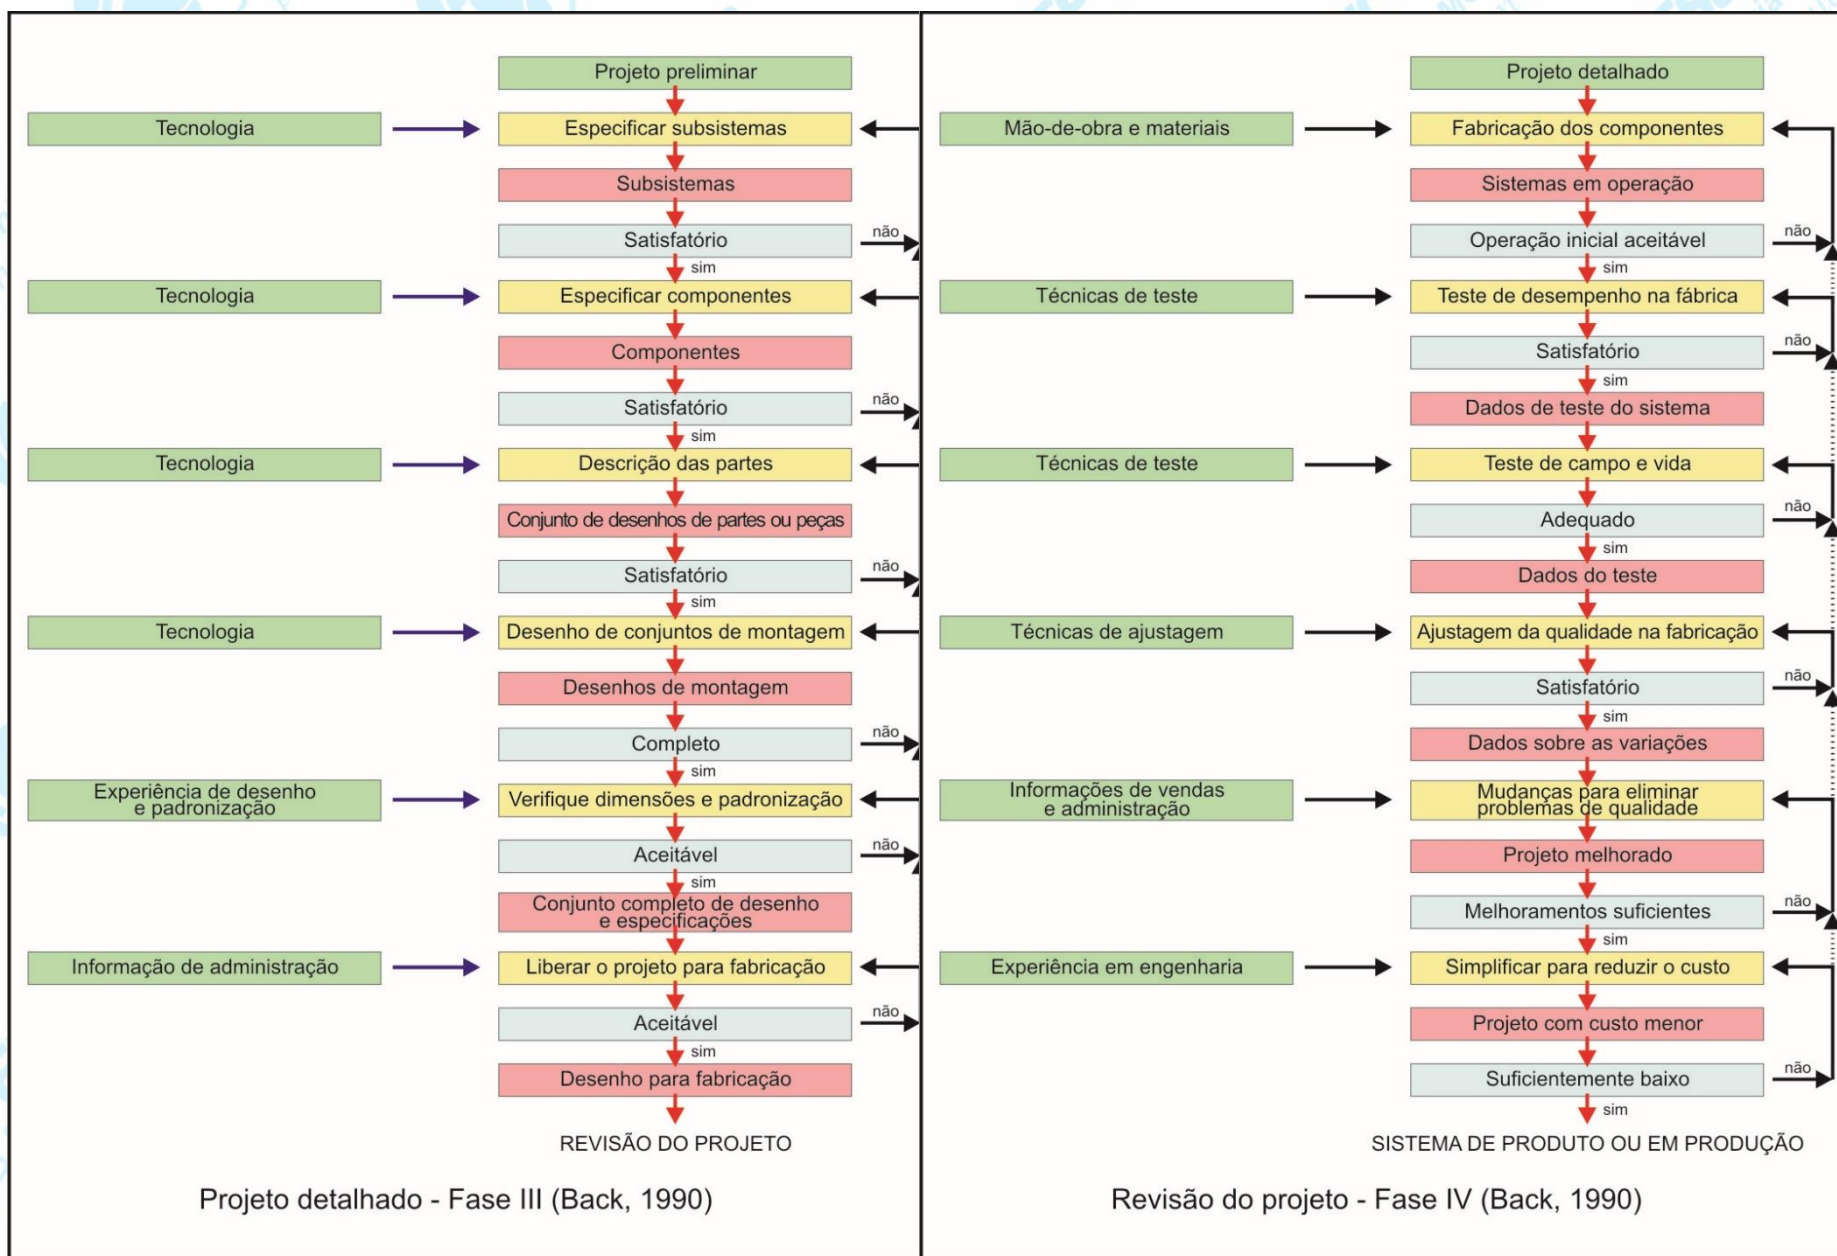 Projeto preliminar
Tecnologia
Especificar subsistemas
Subsistemas
Satisfatório
não
sim
Tecnologia
Especificar componentes
Componentes
Satisfatório
não
sim
Tecnologia
Descrição das partes
Conjunto de desenhos de partes ou peças
Satisfatório
não
sim
Tecnologia
Desenho de conjuntos de montagem
Desenhos de montagem
Completo
não
sim
Experiência de desenho
e padronização
Verifique dimensões e padronização
Aceitável
não
sim
Conjunto completo de desenho
e especificações
Informação de administração
Liberar o projeto para fabricação
Aceitável
não
sim
Desenho para fabricação
REVISÃO DO PROJETO
Projeto detalhado - Fase III (Back, 1990)
Projeto detalhado
Mão-de-obra e materiais
Fabricação dos componentes
Sistemas em operação
Operação inicial aceitável
não
sim
Técnicas de teste
Teste de desempenho na fábrica
Satisfatório
não
sim
Dados de teste do sistema
Técnicas de teste
Teste de campo e vida
Adequado
não
sim
Dados do teste
Técnicas de ajustagem
Ajustagem da qualidade na fabricação
Satisfatório
não
sim
Dados sobre as variações
Informações de vendas
e administração
Mudanças para eliminar
problemas de qualidade
Projeto melhorado
Melhoramentos suficientes
não
sim
Experiência em engenharia
Simplificar para reduzir o custo
Projeto com custo menor
Suficientemente baixo
não
sim
SISTEMA DE PRODUTO OU EM PRODUÇÃO
Revisão do projeto - Fase IV (Back, 1990)